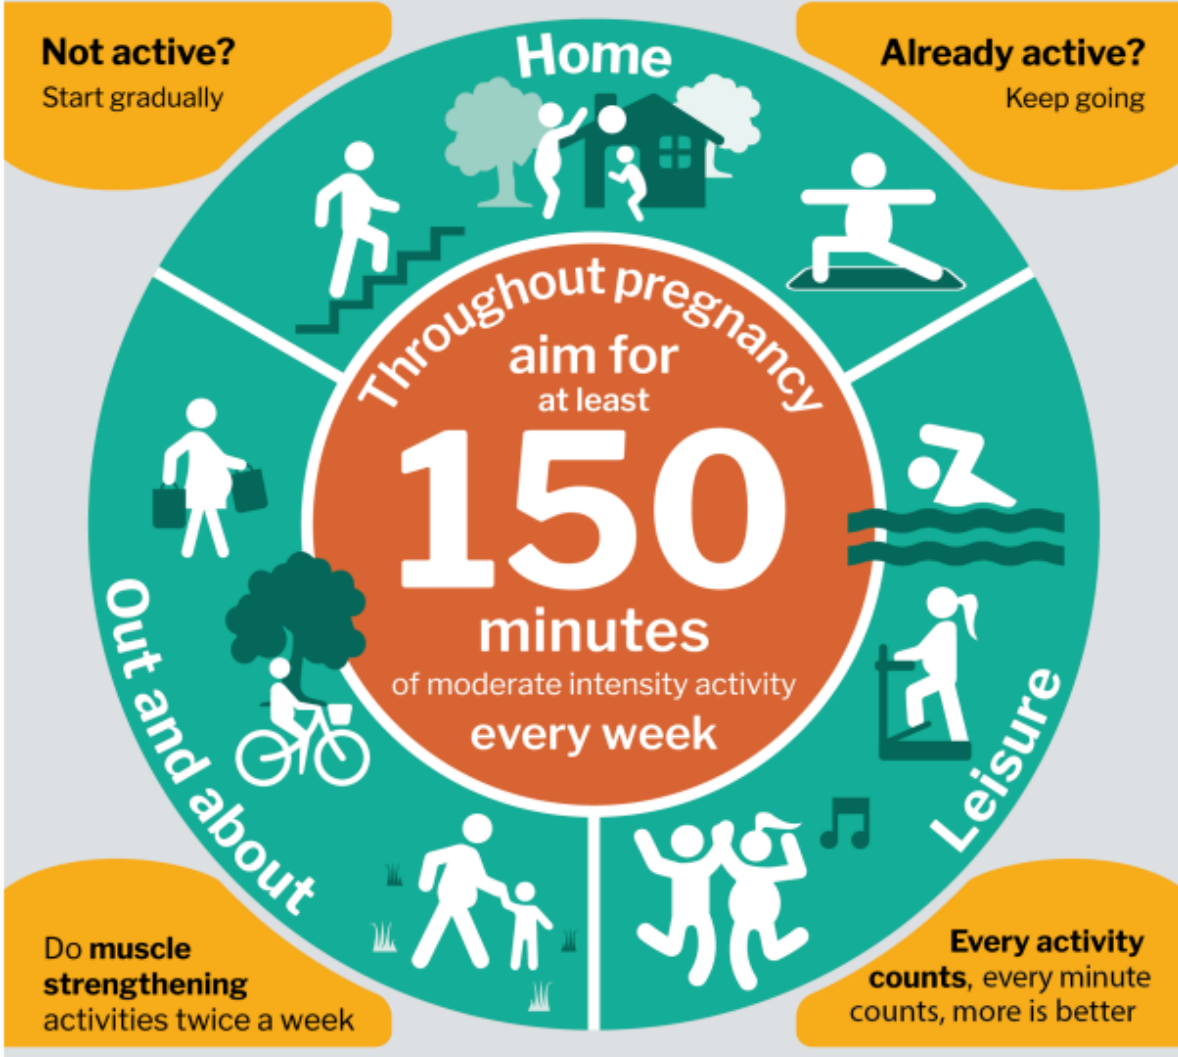 Not active?
Start gradually
Already active?
Keep going
Home
Throughout pregnancy
aim for
at least
150
minutes
of moderate intensity activity
every week
Out and about
Leisure
Do muscle
strengthening
activities twice a week
Every activity
counts, every minute
counts, more is better